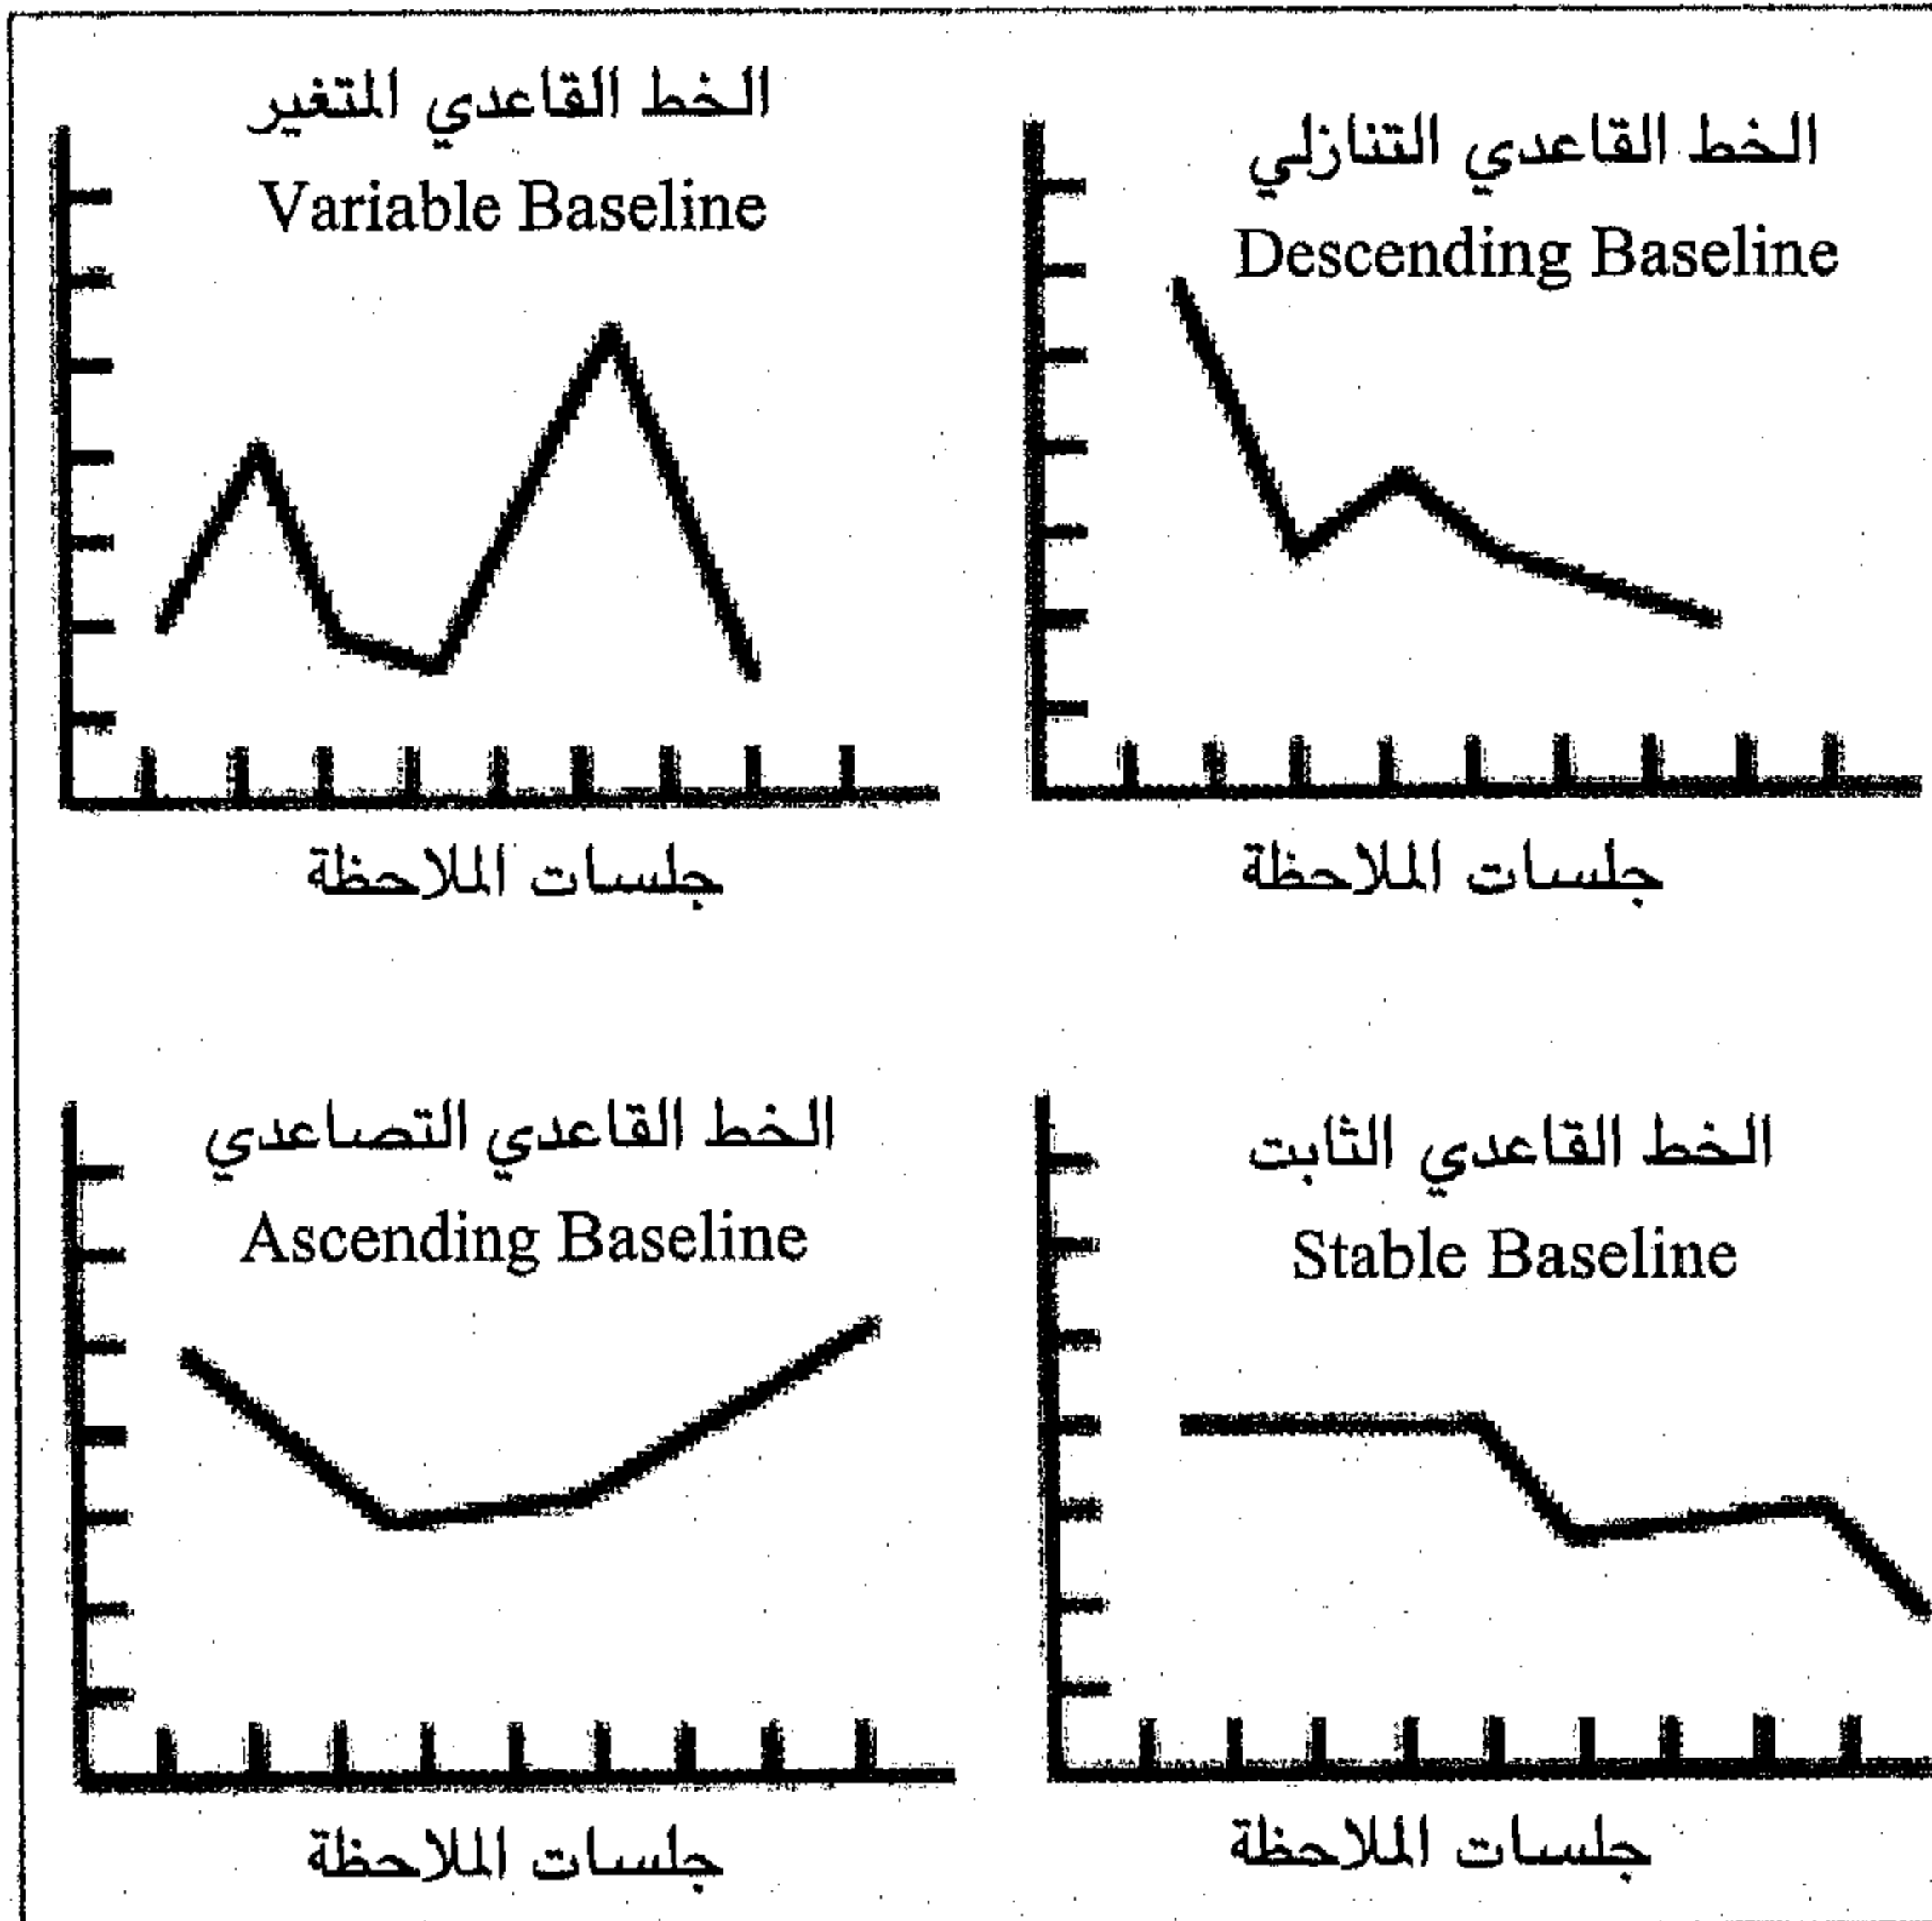 الخط القاعدي المتغير
Variable Baseline
جلسات الملاحظة
الخط القاعدي التنازلي
Descending Baseline
جلسات الملاحظة
الخط القاعدي التصاعدي
Ascending Baseline
جلسات الملاحظة
الخط القاعدي الثابت
Stable Baseline
جلسات الملاحظة